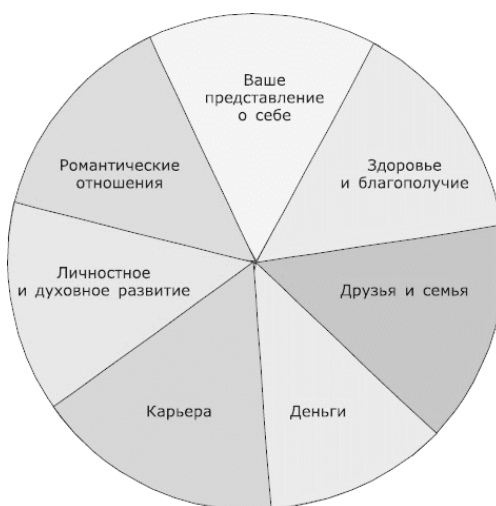 Ваше
представление
о себе
Здоровье
и благополучие
Друзья и семья
Деньги
Карьера
Личностное
и духовное развитие
Романтические
отношения